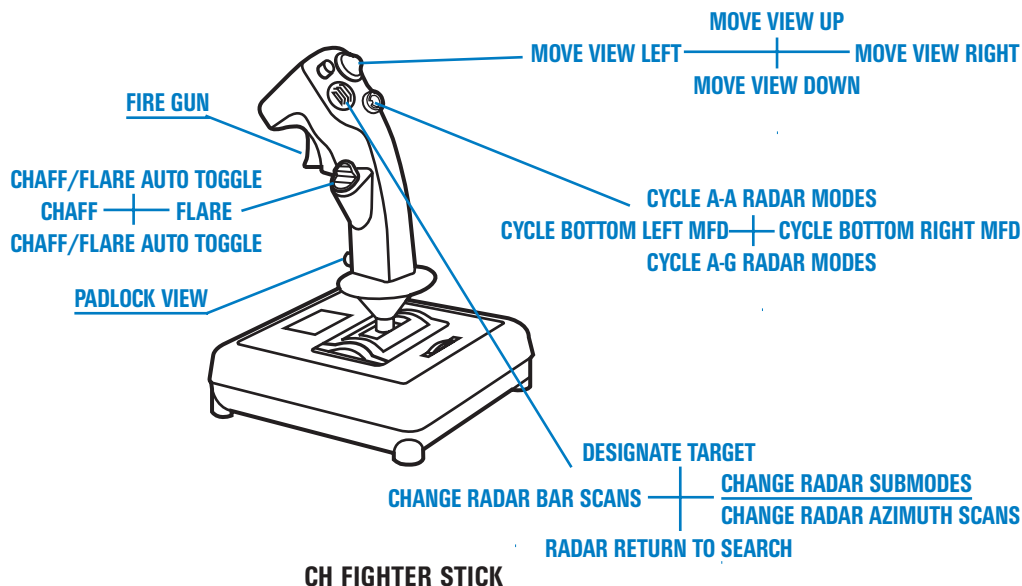 MOVE VIEW UP
MOVE VIEW LEFT MOVE VIEW RIGHT
MOVE VIEW DOWN
FIRE GUN
CHAFF/FLARE AUTO TOGGLE
CHAFF FLARE
CHAFF/FLARE AUTO TOGGLE
CYCLE A-A RADAR MODES
CYCLE BOTTOM LEFT MFD CYCLE BOTTOM RIGHT MFD
CYCLE A-G RADAR MODES
PADLOCK VIEW
DESIGNATE TARGET
CHANGE RADAR BAR SCANS CHANGE RADAR SUBMODES
CHANGE RADAR AZIMUTH SCANS
RADAR RETURN TO SEARCH
CH FIGHTER STICK